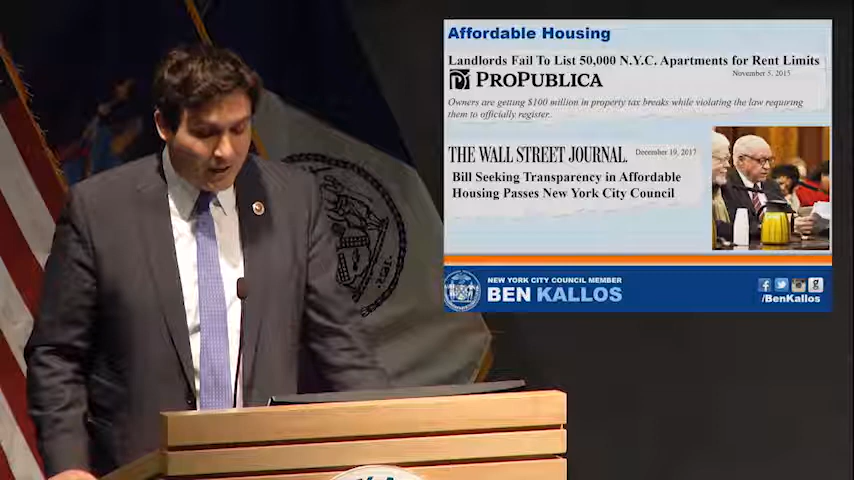 Affordable Housing
Landlords Fail To List 50,000 N.Y.C. Apartments for Rent Limits
PROPUBLICA
November 5, 2015
Owners are getting $100 million in property tax breaks while violating the law requiring
them to officially register.
THE WALL STREET JOURNAL.
December 19, 2017
Bill Seeking Transparency in Affordable
Housing Passes New York City Council
NEW YORK CITY COUNCIL MEMBER
BEN KALLOS
/BenKallos